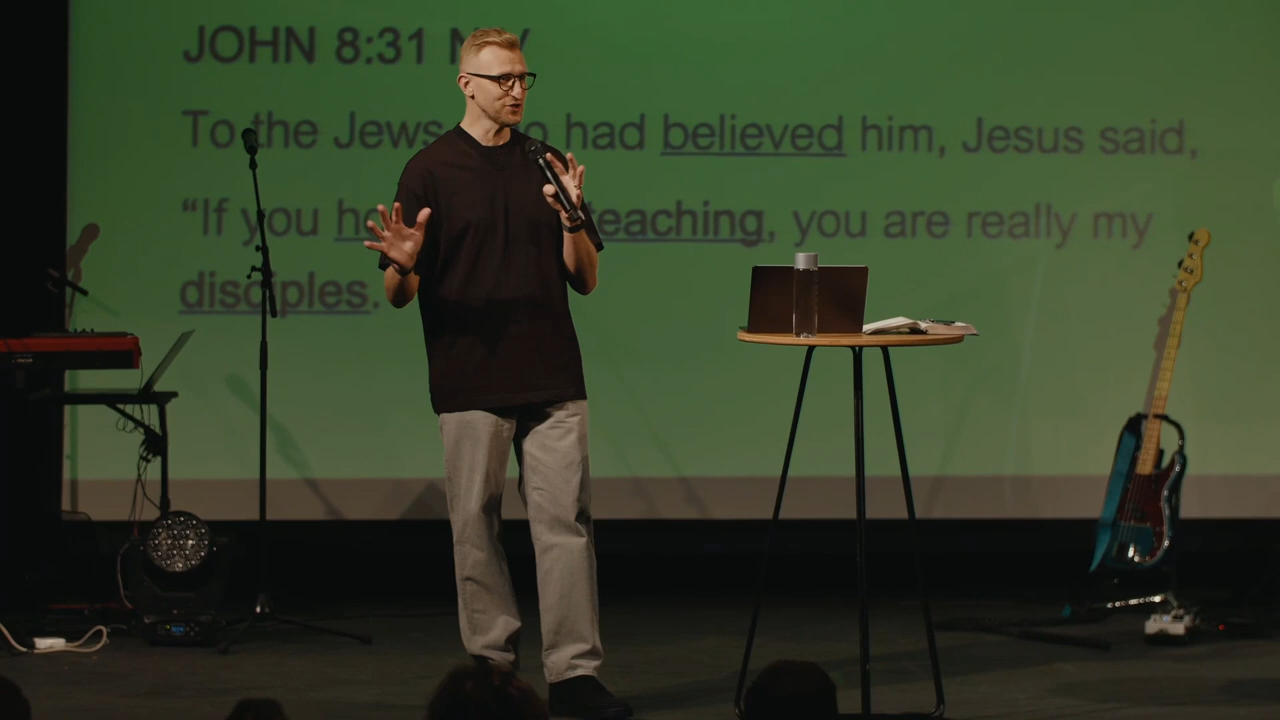 JOHN 8:31 N V
To the Jews o had believed him, Jesus said,
“If you ho teaching, you are really my
disciples.